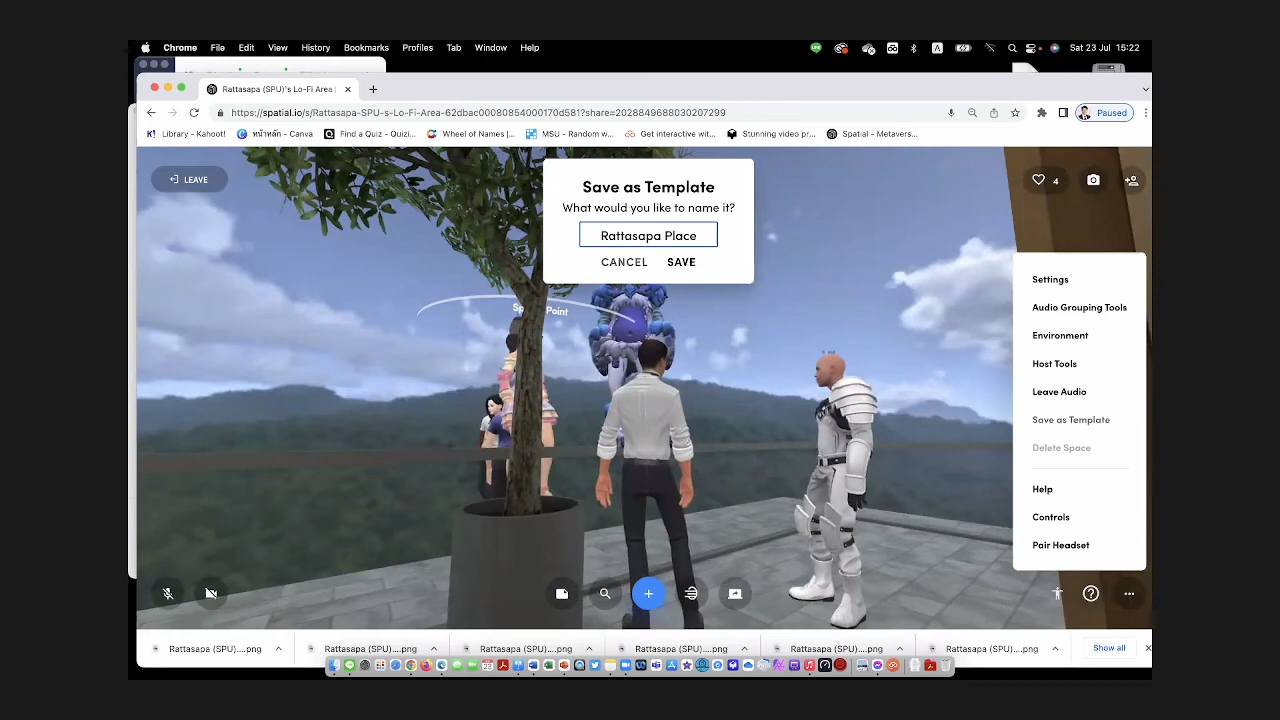 Chrome File Edit View History Bookmarks Profiles Tab Window Help
A
Sat 23 Jul 15:22
Rattasapa (SPU)'s Lo-Fi Area
https://spatial.io/s/Rattasapa-SPU-s-Lo-Fi-Area-62dbac00080854000170d581?share=2028849688030207299
Paused
Library - Kahoot!
หน้าหลัก - Canva
Find a Quiz - Quizi...
Wheel of Names |...
MSU - Random w...
Get interactive wit...
Stunning video pr...
Spatial - Metavers...
LEAVE
4
Save as Template
What would you like to name it?
Rattasapa Place
CANCEL SAVE
Point
Settings
Audio Grouping Tools
Environment
Host Tools
Leave Audio
Save as Template
Delete Space
Help
Controls
Pair Headset
Rattasapa (SPU)....png
Rattasapa (SPU)....png
Rattasapa (SPU)....png
Rattasapa (SPU)....png
Rattasapa (SPU)....png
Rattasapa (SPU)....png
Show all